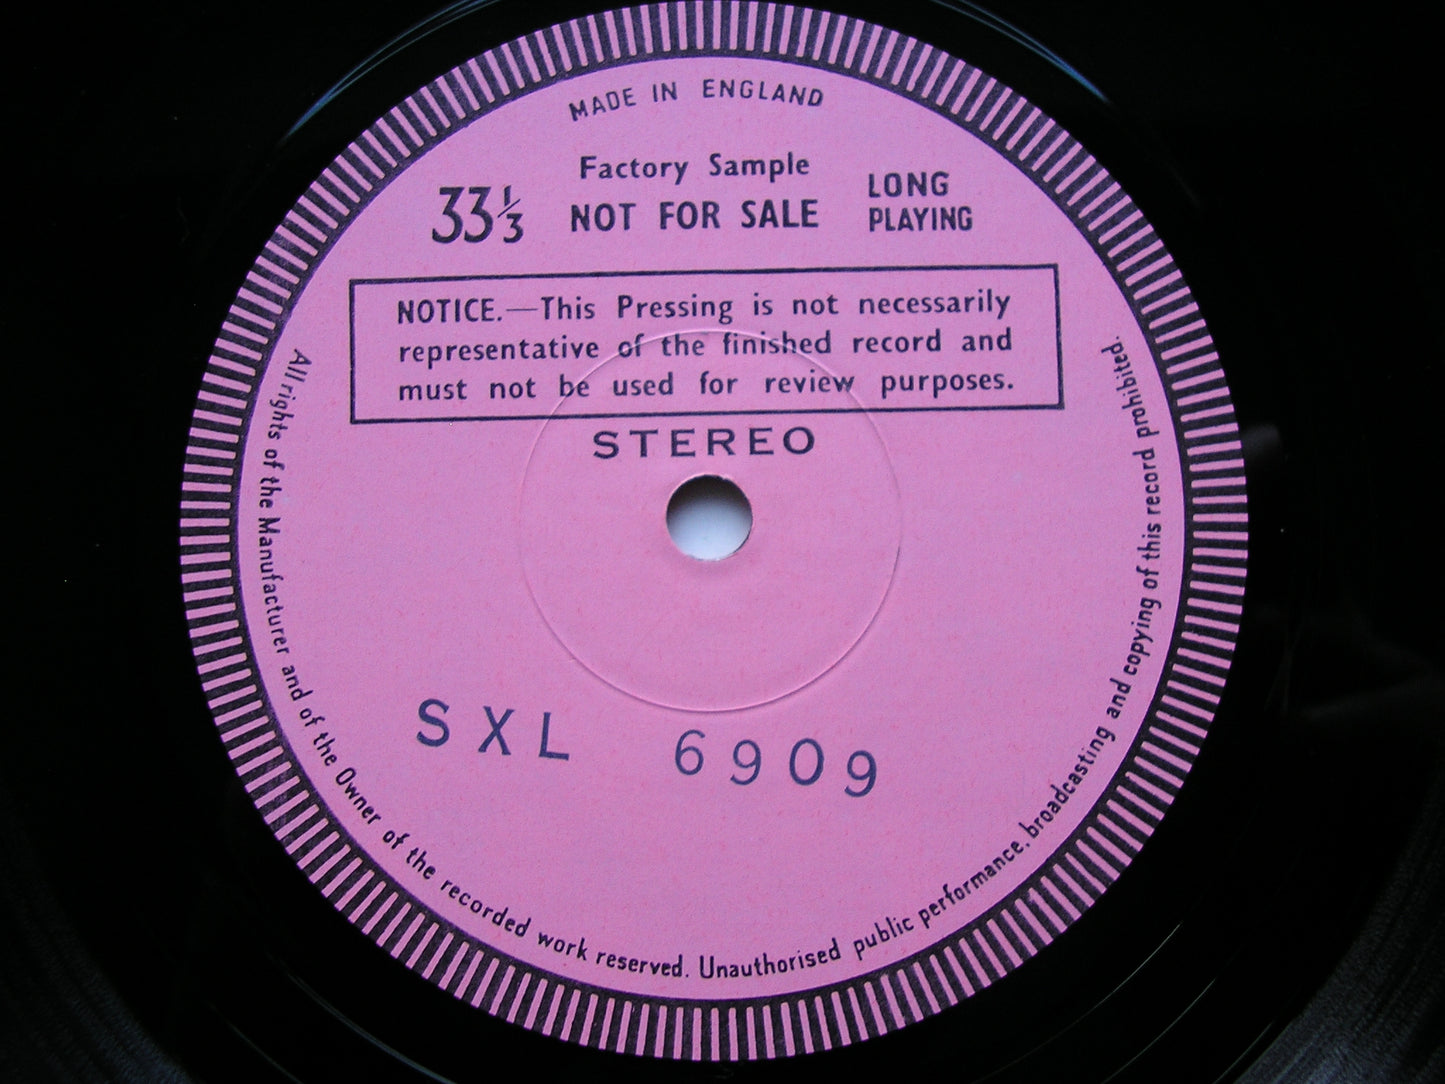 MADE IN ENGLAND
Factory Sample
33⅓ NOT FOR SALE
LONG
PLAYING
NOTICE.—This Pressing is not necessarily
representative of the finished record and
must not be used for review purposes.
STEREO
SXL 6909
All rights of the Manufacturer and of the Owner of the recorded work reserved. Unauthorised public performance, broadcasting and copying of this record prohibited.